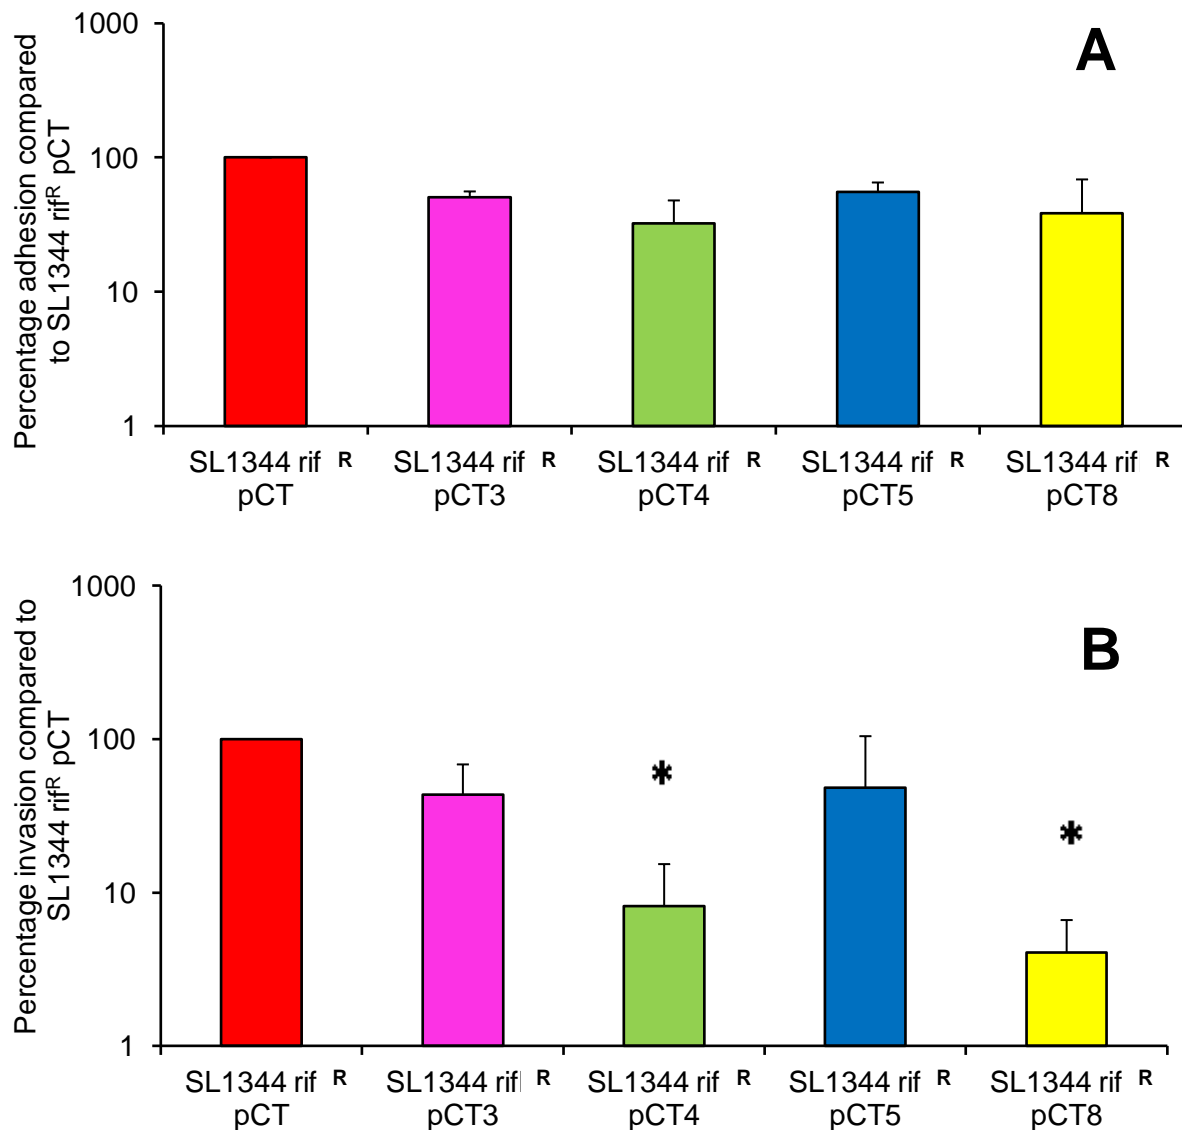 Percentage adhesion compared
to SL1344 rifᴿ pCT
1000
100
10
1
A
SL1344 rif R
pCT
SL1344 rif R
pCT3
SL1344 rif R
pCT4
SL1344 rif R
pCT5
SL1344 rif R
pCT8
Percentage invasion compared to
SL1344 rifᴿ pCT
1000
100
10
1
B
*
*
SL1344 rif R
pCT
SL1344 rif R
pCT3
SL1344 rif R
pCT4
SL1344 rif R
pCT5
SL1344 rif R
pCT8